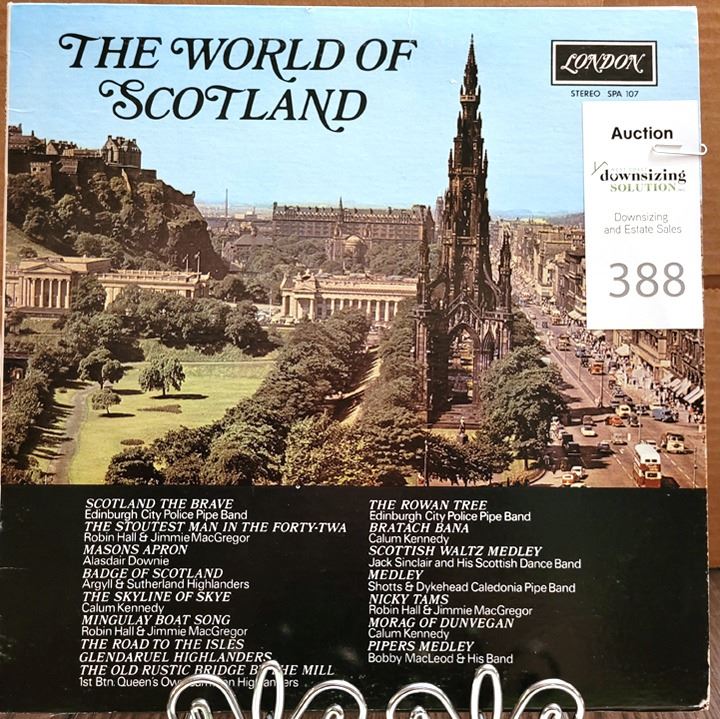 THE WORLD OF
SCOTLAND
LONDON
STEREO SPA 107
Auction
downsizing
SOLUTION
Downsizing
and Estate Sales
388
SCOTLAND THE BRAVE
Edinburgh City Police Pipe Band
THE STOUTEST MAN IN THE FORTY-TWA
Robin Hall & Jimmie MacGregor
MASONS APRON
Alasdair Downie
BADGE OF SCOTLAND
Argyll & Sutherland Highlanders
THE SKYLINE OF SKYE
Calum Kennedy
MINGULAY BOAT SONG
Robin Hall & Jimmie MacGregor
THE ROAD TO THE ISLES
GLENDARUEL HIGHLANDERS
THE OLD RUSTIC BRIDGE THE MILL
1st Btn. Queen's Own Highlanders
THE ROWAN TREE
Edinburgh City Police Pipe Band
BRATACH BANA
Calum Kennedy
SCOTTISH WALTZ MEDLEY
Jack Sinclair and His Scottish Dance Band
MEDLEY
Shotts & Dykehead Caledonia Pipe Band
NICKY TAMS
Robin Hall & Jimmie MacGregor
MORAG OF DUNVEGAN
Calum Kennedy
PIPERS MEDLEY
Bobby MacLeod & His Band